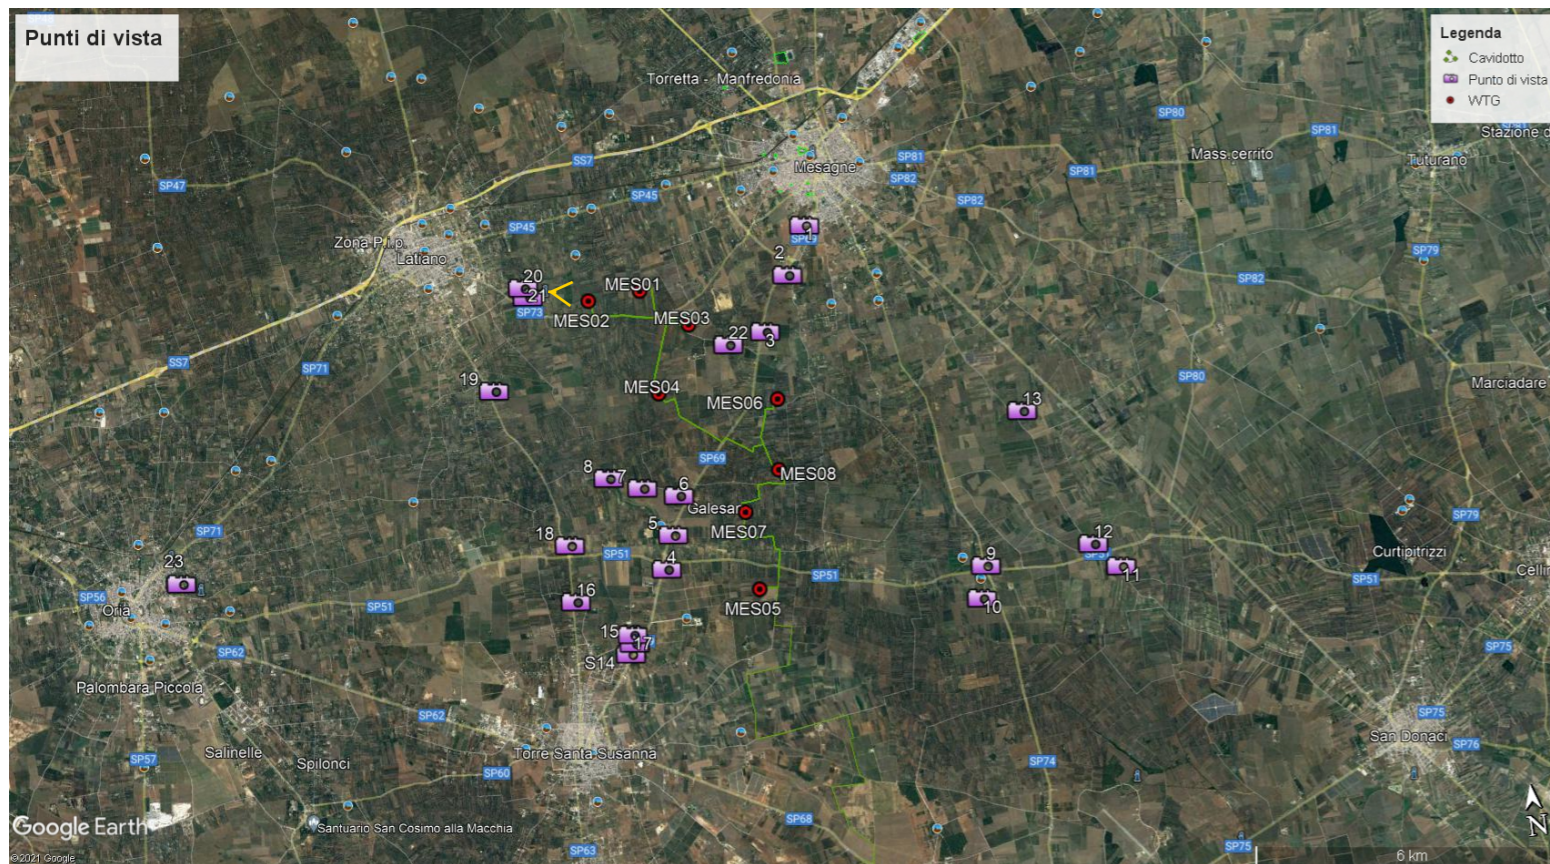 Punti di vista
Legenda
Cavidotto
Punto di vista
WTG
Torretta - Manfredonia
SP80
SP81
Stazione d
SS7
SP81
Mass.cerrito
Tuturano
Mesagne
SP81
SP47
SP82
SP45
SP82
SP45
1
Zona P.i.p.
Latiano
SP79
2
SP82
20
MES01
21
SP73
MES02
MES03
22
3
SS7
SP71
19
MES04
MES06
13
SP80
Marciadare
SP69
8
7
6
MES08
Galesar
SP79
SP71
5
MES07
18
SP51
12
Curtipitrizzi
23
4
SP51
9
11
SP51
Cellin
SP56
Oria
SP51
16
MES05
10
15
17
SP62
S14
SP75
Palombara Piccola
SP62
SP75
San Donaci
SP76
Salinelle
Torre Santa Susanna
SP57
Spilonci
SP60
SP74
Google Earth
Santuario San Cosimo alla Macchia
SP68
N
©2021 Google
SP63
SP75
6 km